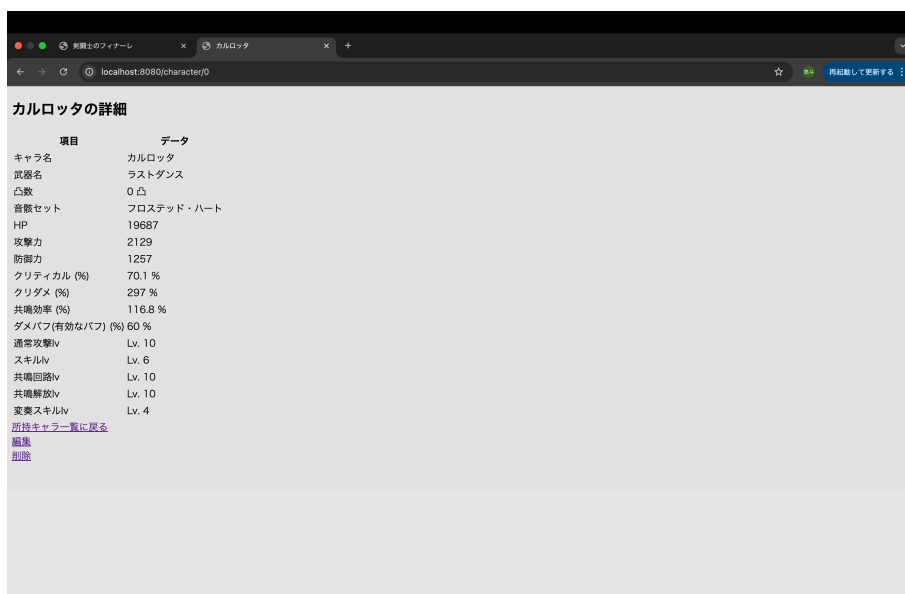 剣闘士のフィナーレ
カルロッタ
localhost:8080/character/0
再起動して更新する
カルロッタの詳細
項目 データ
キャラ名 カルロッタ
武器名 ラストダンス
凸数 0 凸
音骸セット フロステッド・ハート
HP 19687
攻撃力 2129
防御力 1257
クリティカル (%) 70.1 %
クリダメ (%) 297 %
共鳴効率 (%) 116.8 %
ダメバフ(有効なバフ) (%) 60 %
通常攻撃lv Lv. 10
スキルlv Lv. 6
共鳴回路lv Lv. 10
共鳴解放lv Lv. 10
変奏スキルlv Lv. 4
所持キャラ一覧に戻る
編集
削除